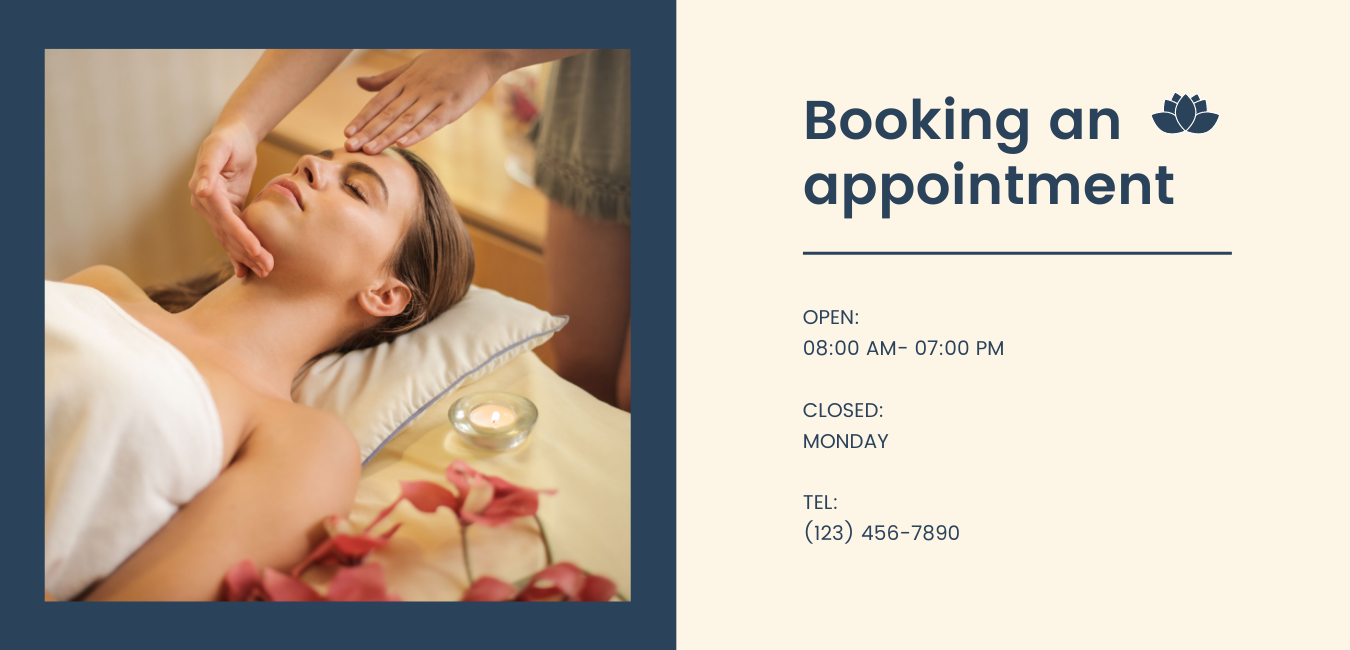 Booking an
appointment
OPEN:
08:00 AM- 07:00 PM
CLOSED:
MONDAY
TEL:
(123) 456-7890